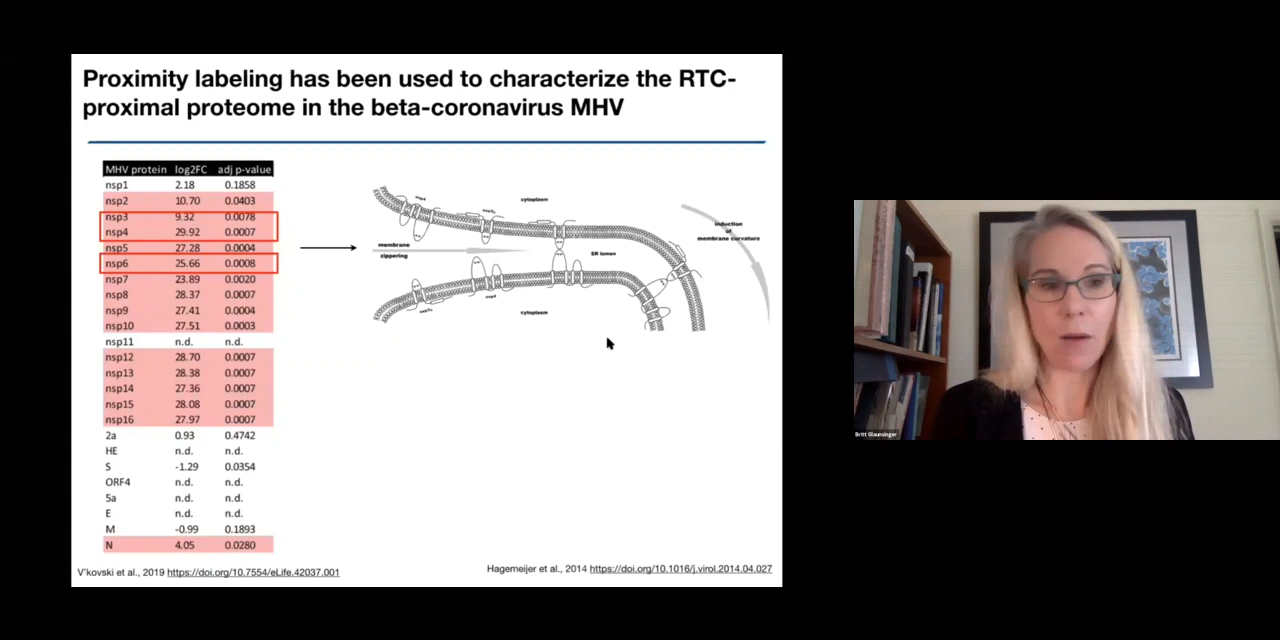 Proximity labeling has been used to characterize the RTC-
proximal proteome in the beta-coronavirus MHV
MHV protein log2FC adj p-value
nsp1 2.18 0.1858
nsp2 10.70 0.0403
nsp3 9.32 0.0078
nsp4 29.92 0.0007
nsp5 27.28 0.0004
nsp6 25.66 0.0008
nsp7 23.89 0.0020
nsp8 28.37 0.0007
nsp9 27.41 0.0004
nsp10 27.51 0.0003
nsp11 n.d. n.d.
nsp12 28.70 0.0007
nsp13 28.38 0.0007
nsp14 27.36 0.0007
nsp15 28.08 0.0007
nsp16 27.97 0.0007
2a 0.93 0.4742
HE n.d. n.d.
S -1.29 0.0354
ORF4 n.d. n.d.
5a n.d. n.d.
E n.d. n.d.
M -0.99 0.1893
N 4.05 0.0280
cytoplasm
induction
of
membrane curvature
membrane
zippering
ER lumen
nsp4
cytoplasm
V'kovski et al., 2019 https://doi.org/10.7554/eLife.42037.001
Hagemeijer et al., 2014 https://doi.org/10.1016/j.virol.2014.04.027
Britt Glaunsinger